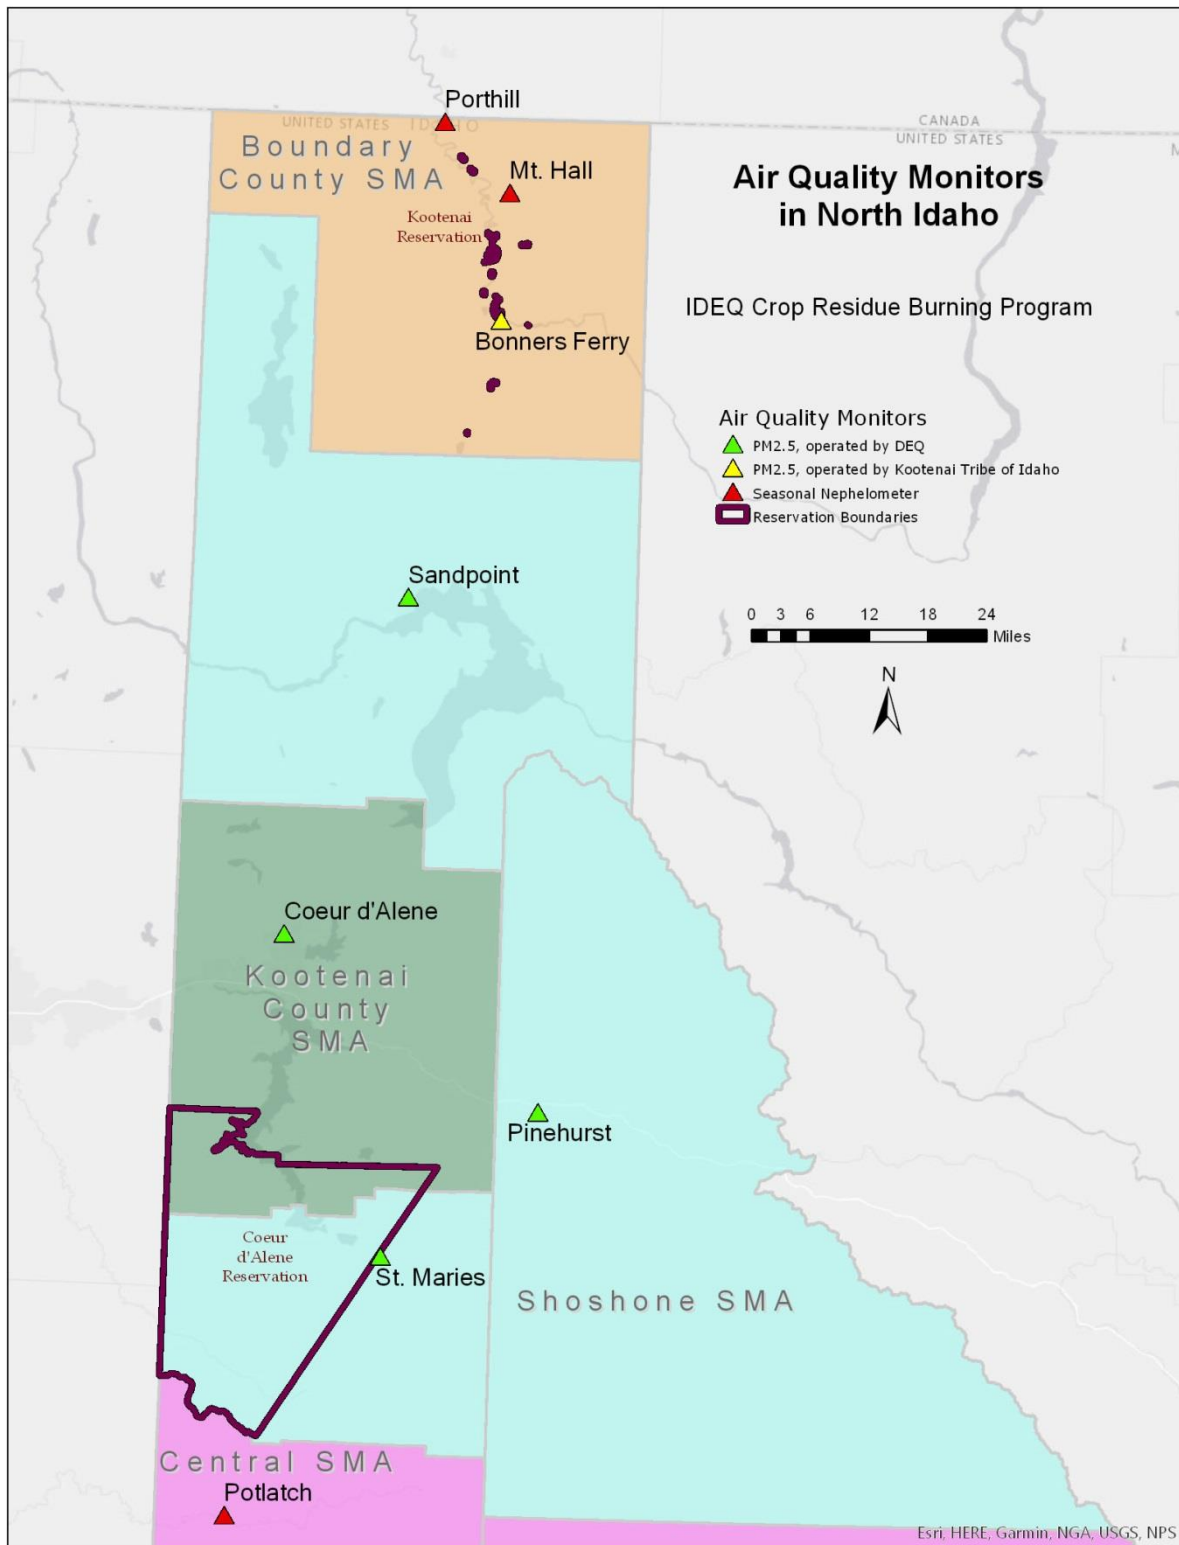 Porthill
UNITED STATES IDAHO
CANADA
UNITED STATES
Boundary
County SMA
Mt. Hall
Kootenai
Reservation
Bonners Ferry
Air Quality Monitors
in North Idaho
IDEQ Crop Residue Burning Program
Air Quality Monitors
PM2.5, operated by DEQ
PM2.5, operated by Kootenai Tribe of Idaho
Seasonal Nephelometer
Reservation Boundaries
0 3 6 12 18 24
Miles
N
Sandpoint
Coeur d'Alene
Kootenai
County
SMA
Pinehurst
Coeur
d'Alene
Reservation
St. Maries
Shoshone SMA
Central SMA
Potlatch
Esri, HERE, Garmin, NGA, USGS, NPS